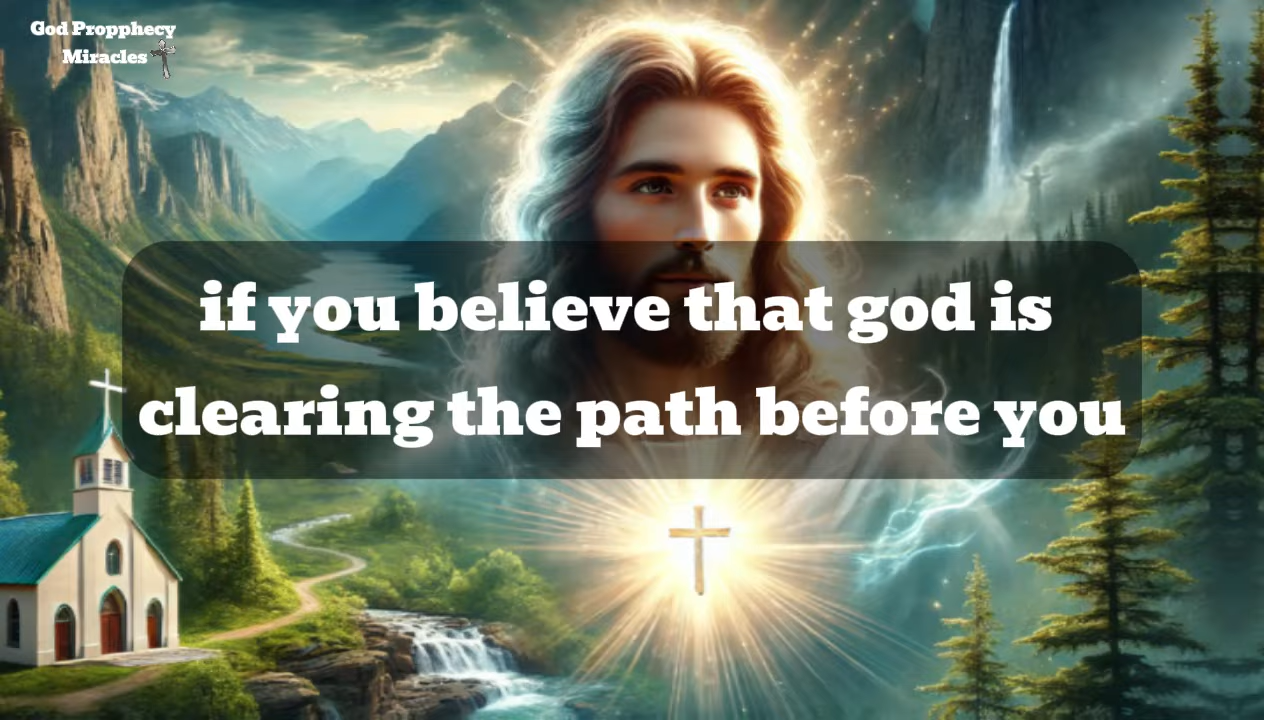 God Propphecy
Miracles
if you believe that god is
clearing the path before you